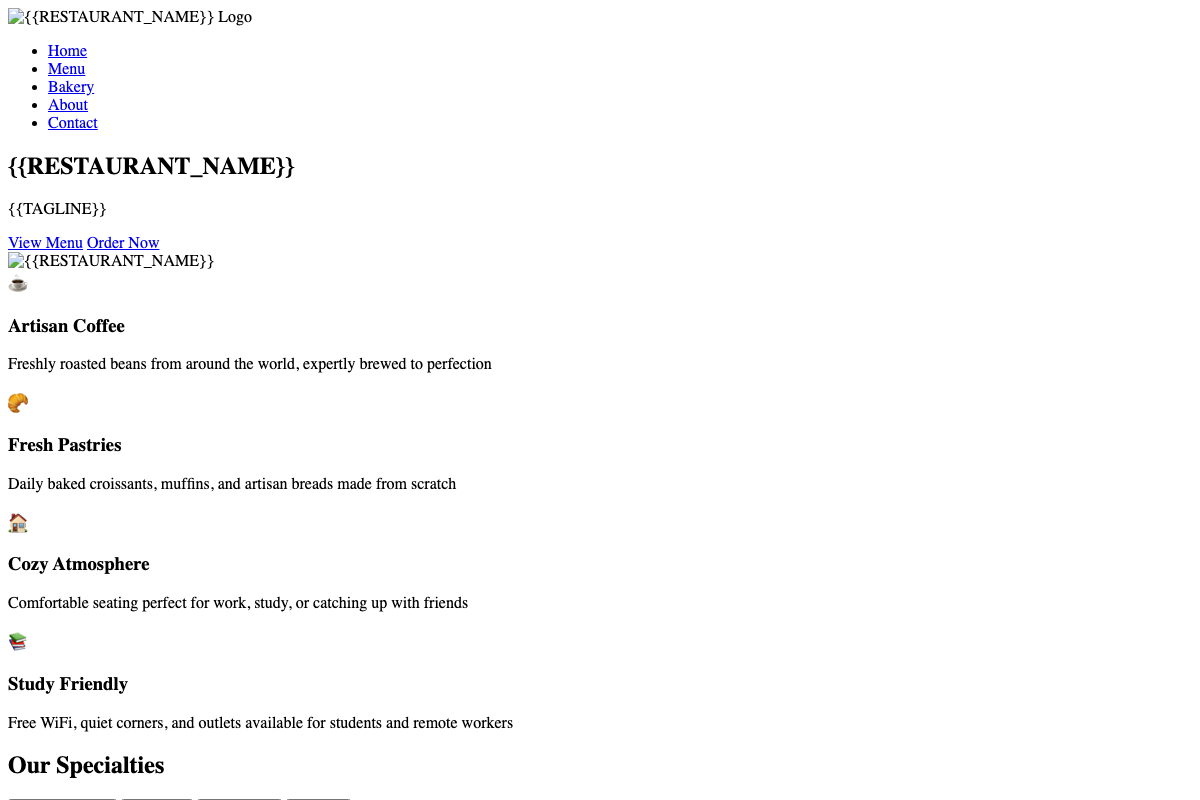 {{RESTAURANT_NAME}} Logo
Home
Menu
Bakery
About
Contact
{{RESTAURANT_NAME}}
{{TAGLINE}}
View Menu Order Now
{{RESTAURANT_NAME}}
Artisan Coffee
Freshly roasted beans from around the world, expertly brewed to perfection
Fresh Pastries
Daily baked croissants, muffins, and artisan breads made from scratch
Cozy Atmosphere
Comfortable seating perfect for work, study, or catching up with friends
Study Friendly
Free WiFi, quiet corners, and outlets available for students and remote workers
Our Specialties